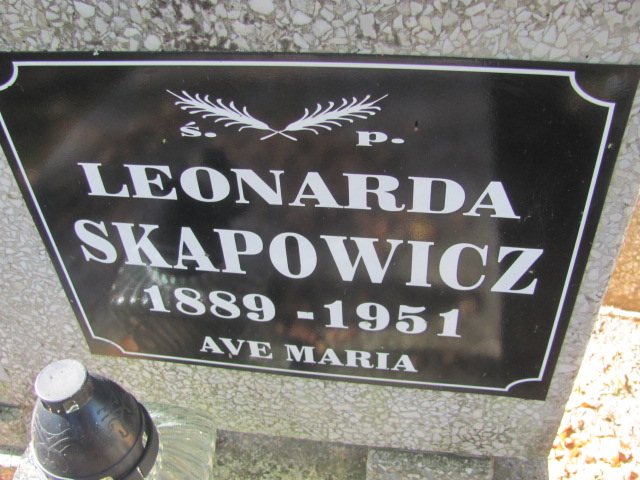 ś. p.
LEONARDA
SKAPOWICZ
1889 - 1951
AVE MARIA